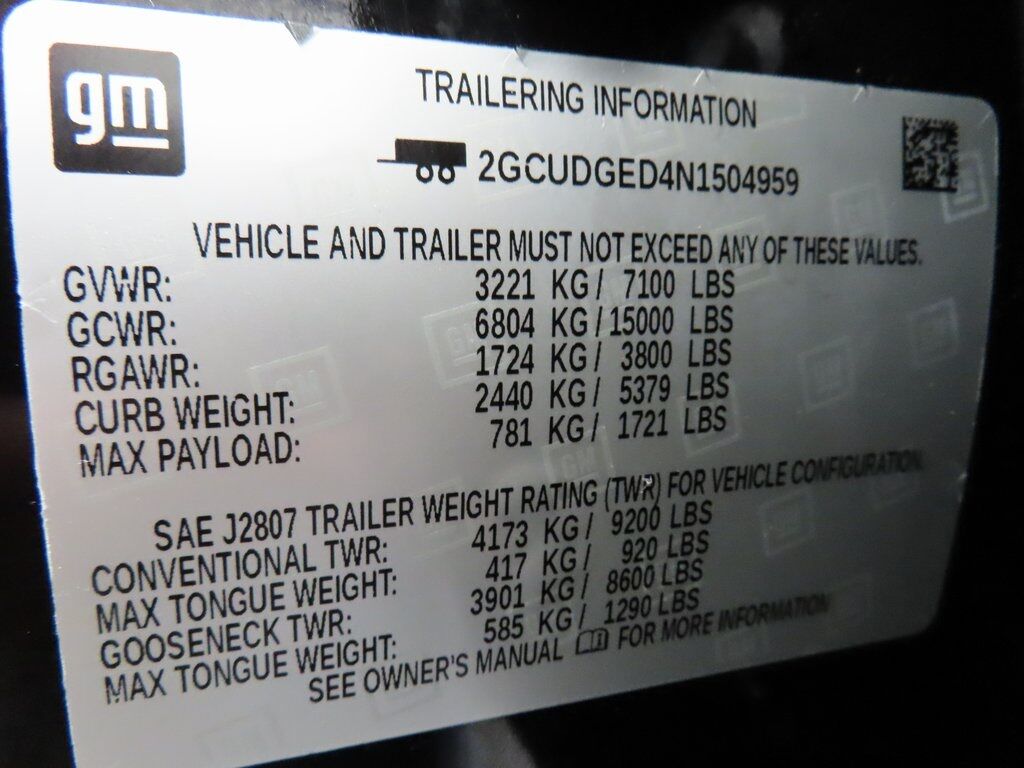 gm
TRAILERING INFORMATION
2GCUDGED4N1504959
VEHICLE AND TRAILER MUST NOT EXCEED ANY OF THESE VALUES.
GVWR: 3221 KG / 7100 LBS
GCWR: 6804 KG / 15000 LBS
RGAWR: 1724 KG / 3800 LBS
CURB WEIGHT: 2440 KG / 5379 LBS
MAX PAYLOAD: 781 KG / 1721 LBS
SAE J2807 TRAILER WEIGHT RATING (TWR) FOR VEHICLE CONFIGURATION.
CONVENTIONAL TWR: 4173 KG / 9200 LBS
MAX TONGUE WEIGHT: 417 KG / 920 LBS
GOOSENECK TWR: 3901 KG / 8600 LBS
MAX TONGUE WEIGHT: 585 KG / 1290 LBS
SEE OWNER'S MANUAL FOR MORE INFORMATION